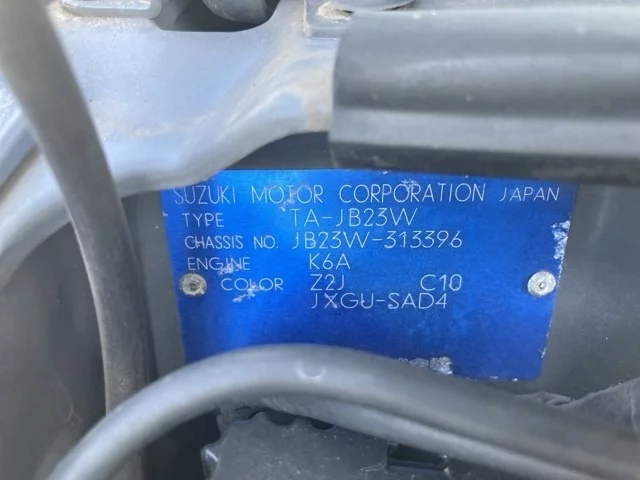 SUZUKI MOTOR CORPORATION JAPAN
TYPE TA-JB23W
CHASSIS NO. JB23W-313396
ENGINE K6A
COLOR Z2J C10
JXGU-SAD4